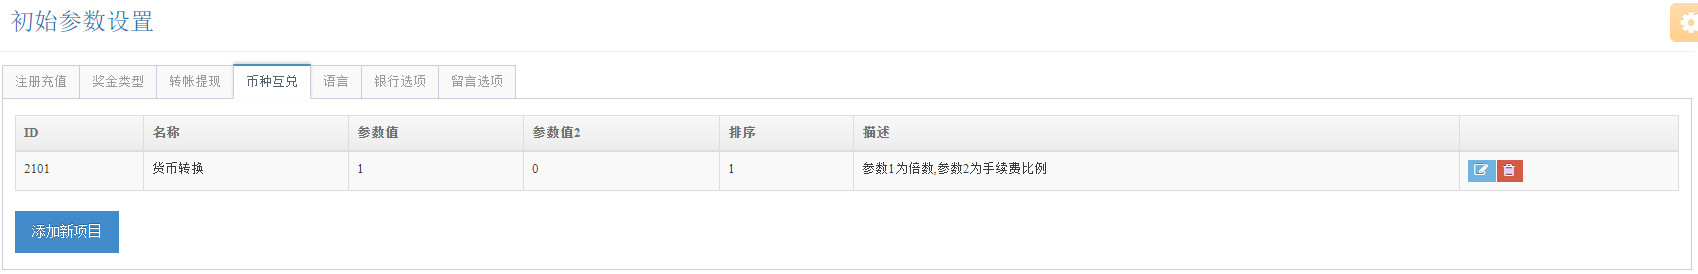 初始参数设置
注册充值 奖金类型 转帐提现 币种互兑 语言 银行选项 留言选项
ID 名称 参数值 参数值2 排序 描述
2101 货币转换 1 0 1 参数1为倍数,参数2为手续费比例
添加新项目